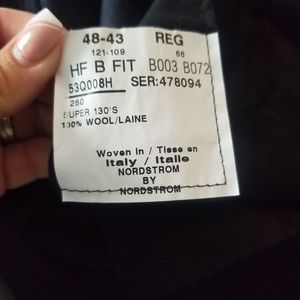 48-43 REG
121-109 66
HF B FIT B003 B072
53Q008H SER:478094
260
SUPER 130'S
100% WOOL/LAINE
Woven in / Tisse en
Italy / Italie
NORDSTROM
BY
NORDSTROM